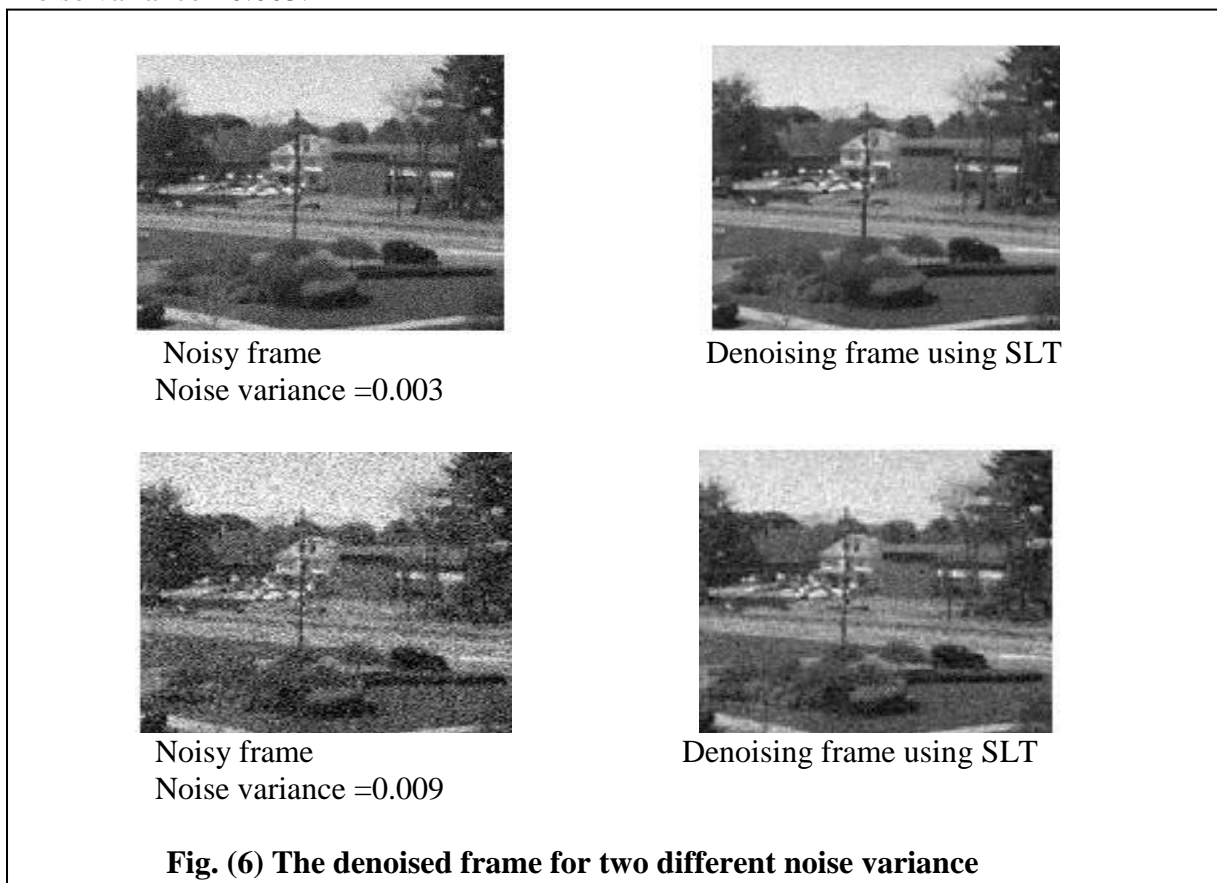 Noisy frame
Denoising frame using SLT
Noise variance =0.003
Noisy frame
Denoising frame using SLT
Noise variance =0.009
Fig. (6) The denoised frame for two different noise variance